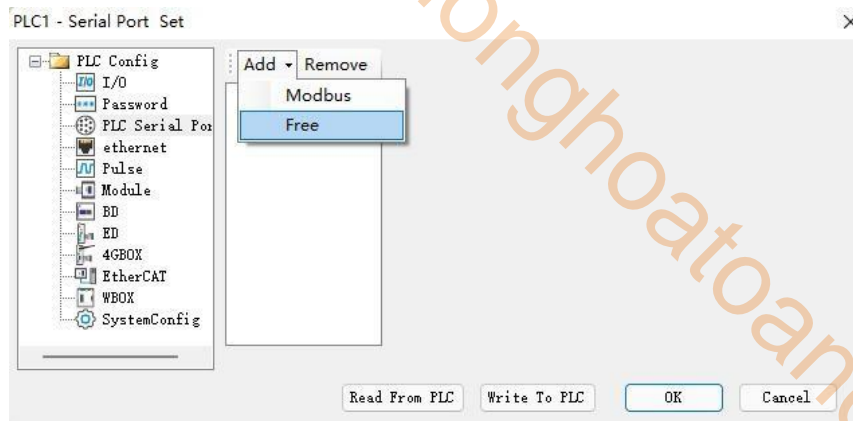 PLC1 - Serial Port Set
PLC Config
I/O
Password
PLC Serial Por
ethernet
Pulse
Module
BD
ED
4GBOX
EtherCAT
WBOX
SystemConfig
Add Remove
Modbus
Free
Read From PLC Write To PLC OK Cancel
onghoatoan